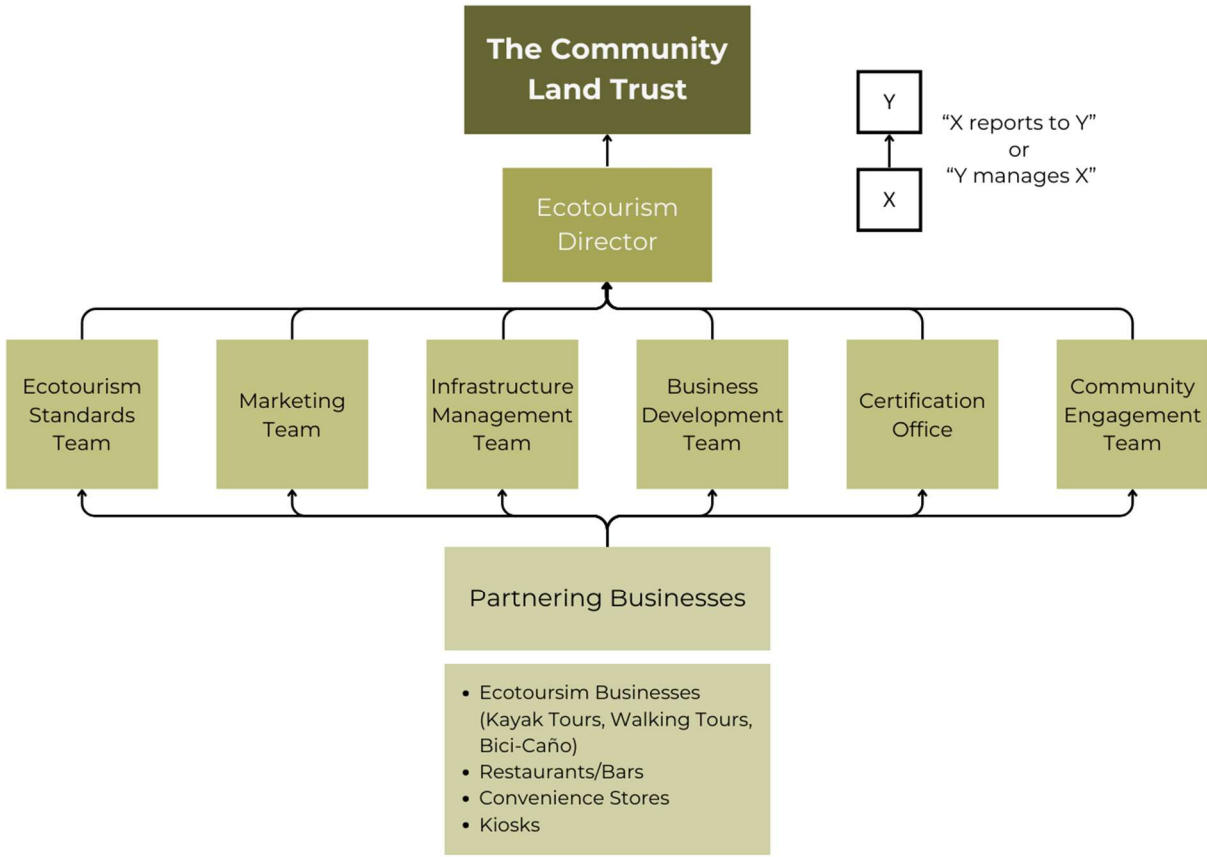 The Community
Land Trust
Y
“X reports to Y”
or
“Y manages X”
X
Ecotourism
Director
Ecotourism
Standards
Team
Marketing
Team
Infrastructure
Management
Team
Business
Development
Team
Certification
Office
Community
Engagement
Team
Partnering Businesses
• Ecotoursim Businesses
(Kayak Tours, Walking Tours,
Bici-Caño)
• Restaurants/Bars
• Convenience Stores
• Kiosks